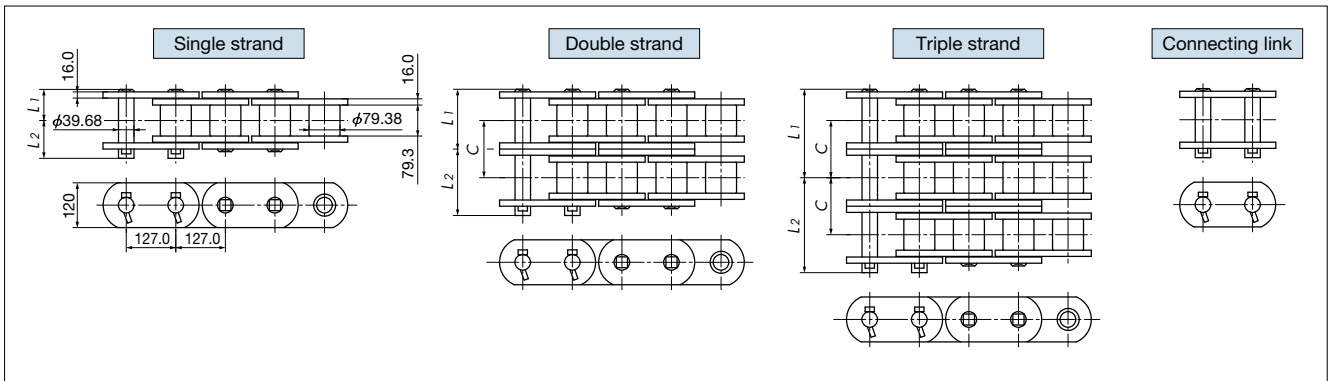 Single strand
Double strand
Triple strand
Connecting link
16.0
L1
L2
φ39.68
16.0
φ79.38
79.3
120
127.0
127.0
L1
C
L2
L1
C
C
L2